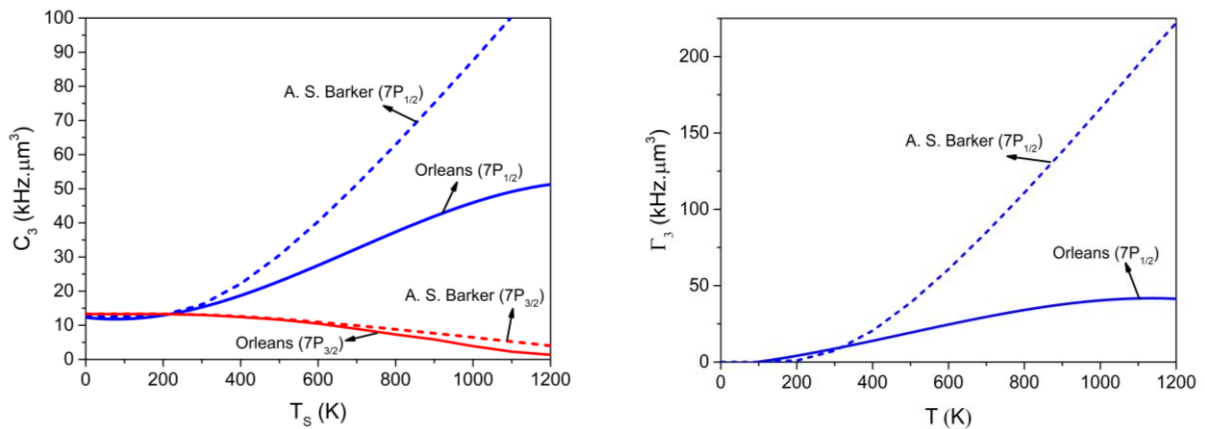 100
90
80
70
60
50
40
30
20
10
0
C₃ (kHz.μm³)
A. S. Barker (7P₁/₂)
Orleans (7P₁/₂)
A. S. Barker (7P₃/₂)
Orleans (7P₃/₂)
0 200 400 600 800 1000 1200
T_S (K)
200
150
100
50
0
Γ₃ (kHz.μm³)
A. S. Barker (7P₁/₂)
Orleans (7P₁/₂)
0 200 400 600 800 1000 1200
T (K)